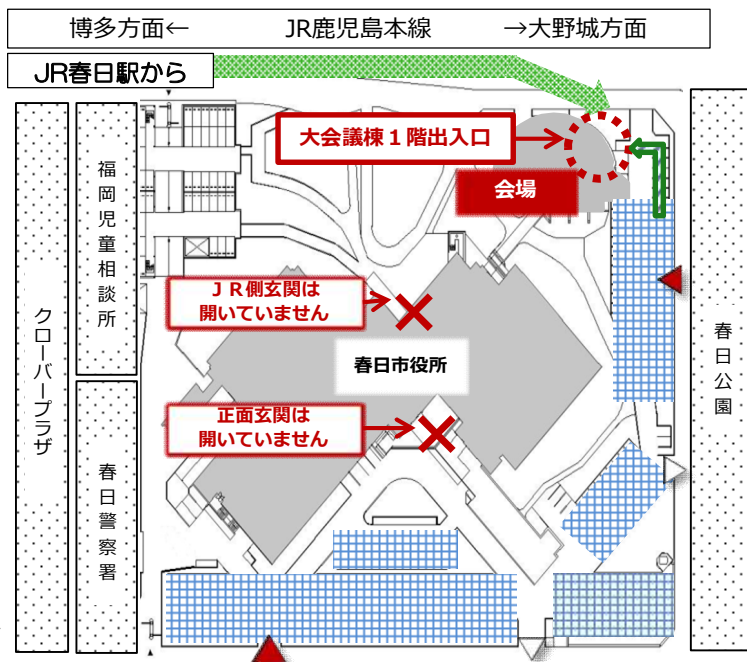 博多方面← JR鹿児島本線 →大野城方面
JR春日駅から
大会議棟１階出入口
会場
福岡児童相談所
ＪＲ側玄関は
開いていません
クローバープラザ
春日市役所
春日公園
正面玄関は
開いていません
春日警察署